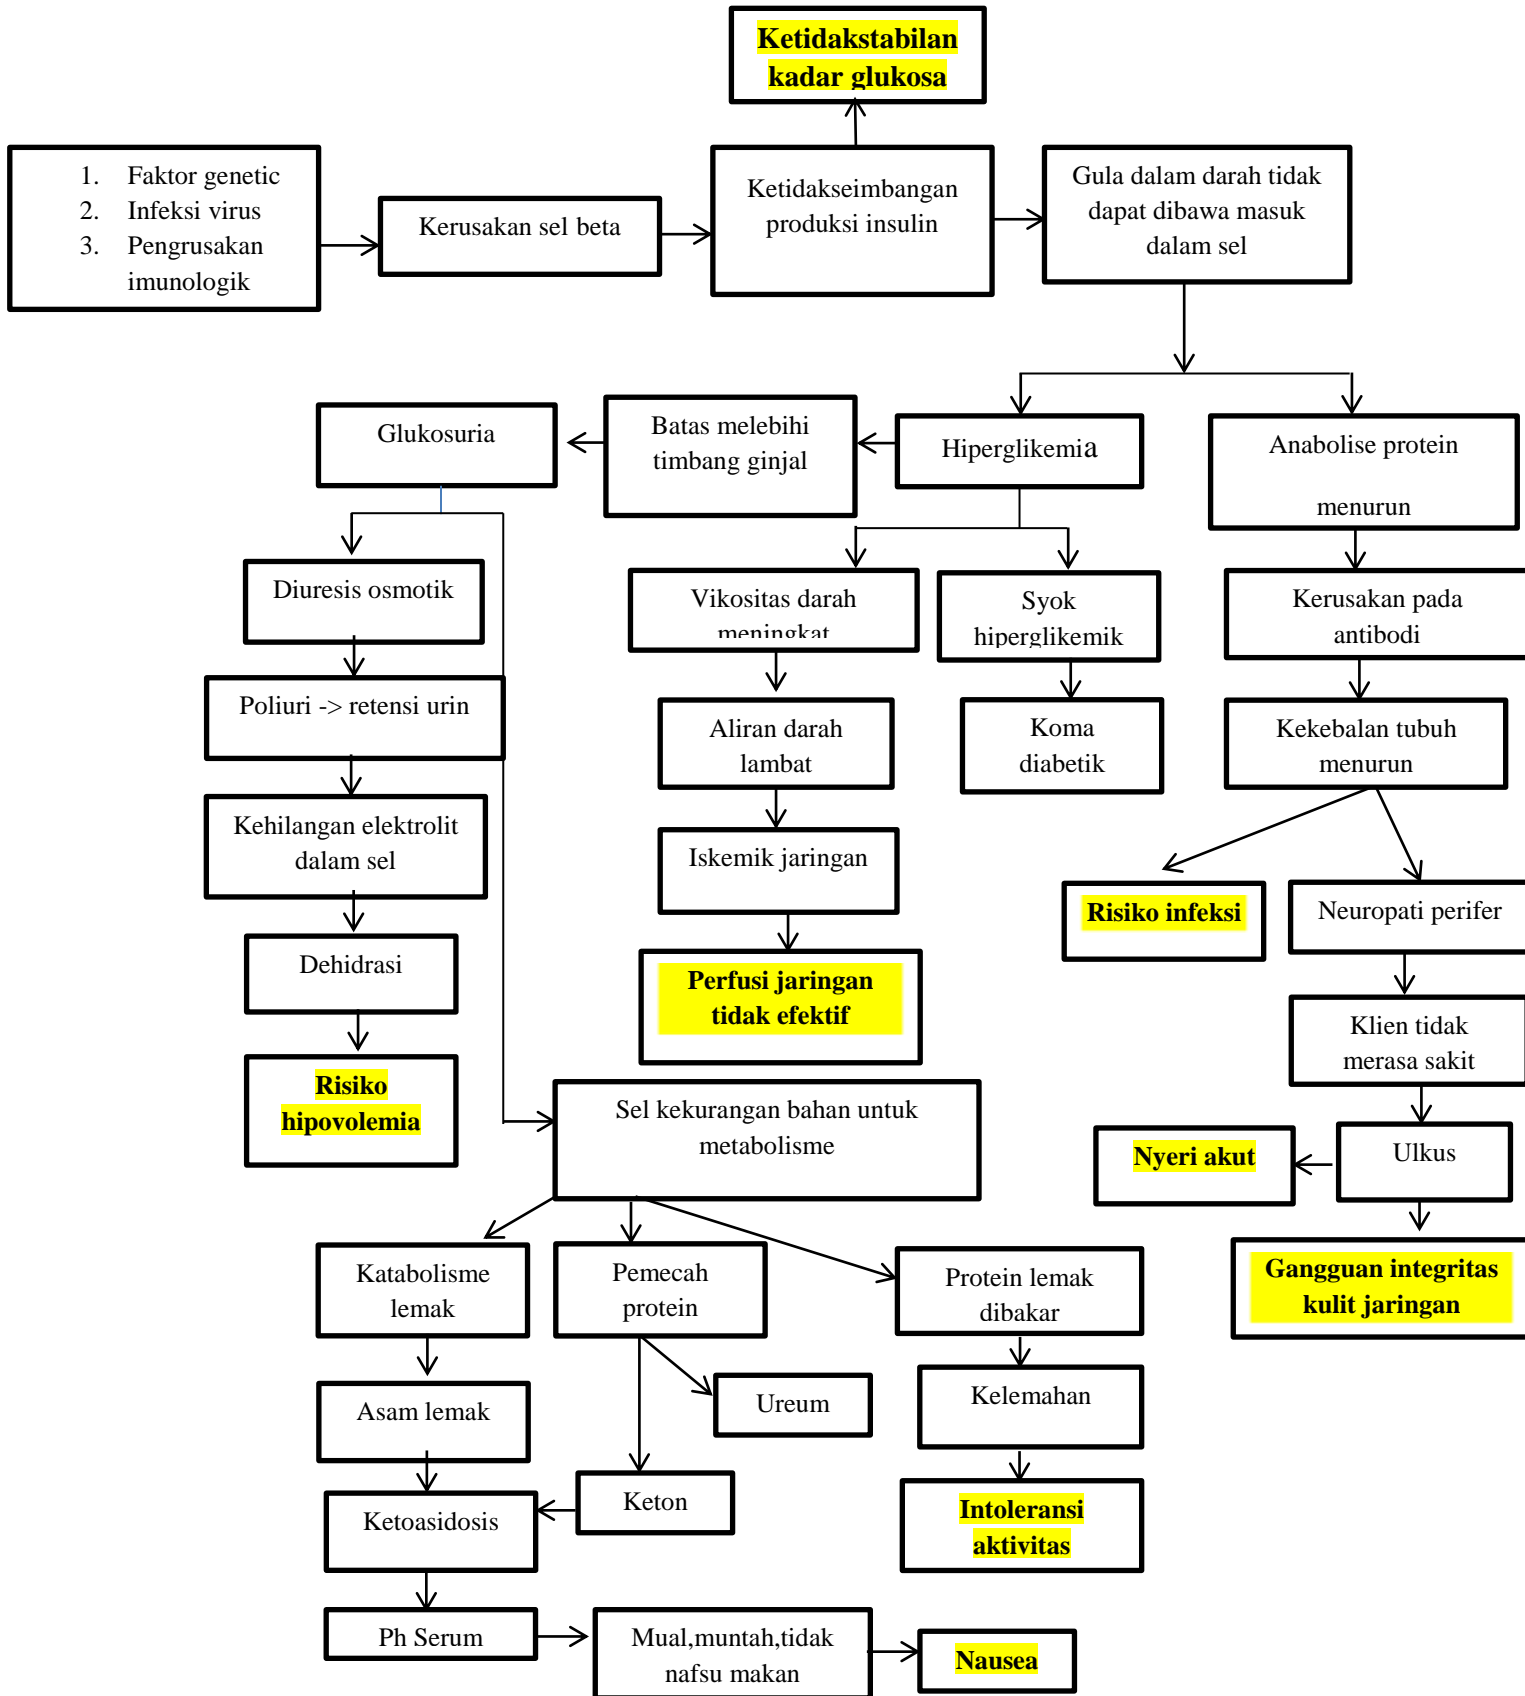 Ketidakstabilan
kadar glukosa
1. Faktor genetic
2. Infeksi virus
3. Pengrusakan
imunologik
Kerusakan sel beta
Ketidakseimbangan
produksi insulin
Gula dalam darah tidak
dapat dibawa masuk
dalam sel
Glukosuria
Batas melebihi
timbang ginjal
Hiperglikemia
Anabolise protein
menurun
Diuresis osmotik
Vikositas darah
meningkat
Syok
hiperglikemik
Kerusakan pada
antibodi
Poliuri -> retensi urin
Aliran darah
lambat
Koma
diabetik
Kekebalan tubuh
menurun
Kehilangan elektrolit
dalam sel
Iskemik jaringan
Risiko infeksi
Neuropati perifer
Dehidrasi
Perfusi jaringan
tidak efektif
Klien tidak
merasa sakit
Risiko
hipovolemia
Sel kekurangan bahan untuk
metabolisme
Nyeri akut
Ulkus
Katabolisme
lemak
Pemecah
protein
Protein lemak
dibakar
Gangguan integritas
kulit jaringan
Asam lemak
Ureum
Kelemahan
Ketoasidosis
Keton
Intoleransi
aktivitas
Ph Serum
Mual,muntah,tidak
nafsu makan
Nausea